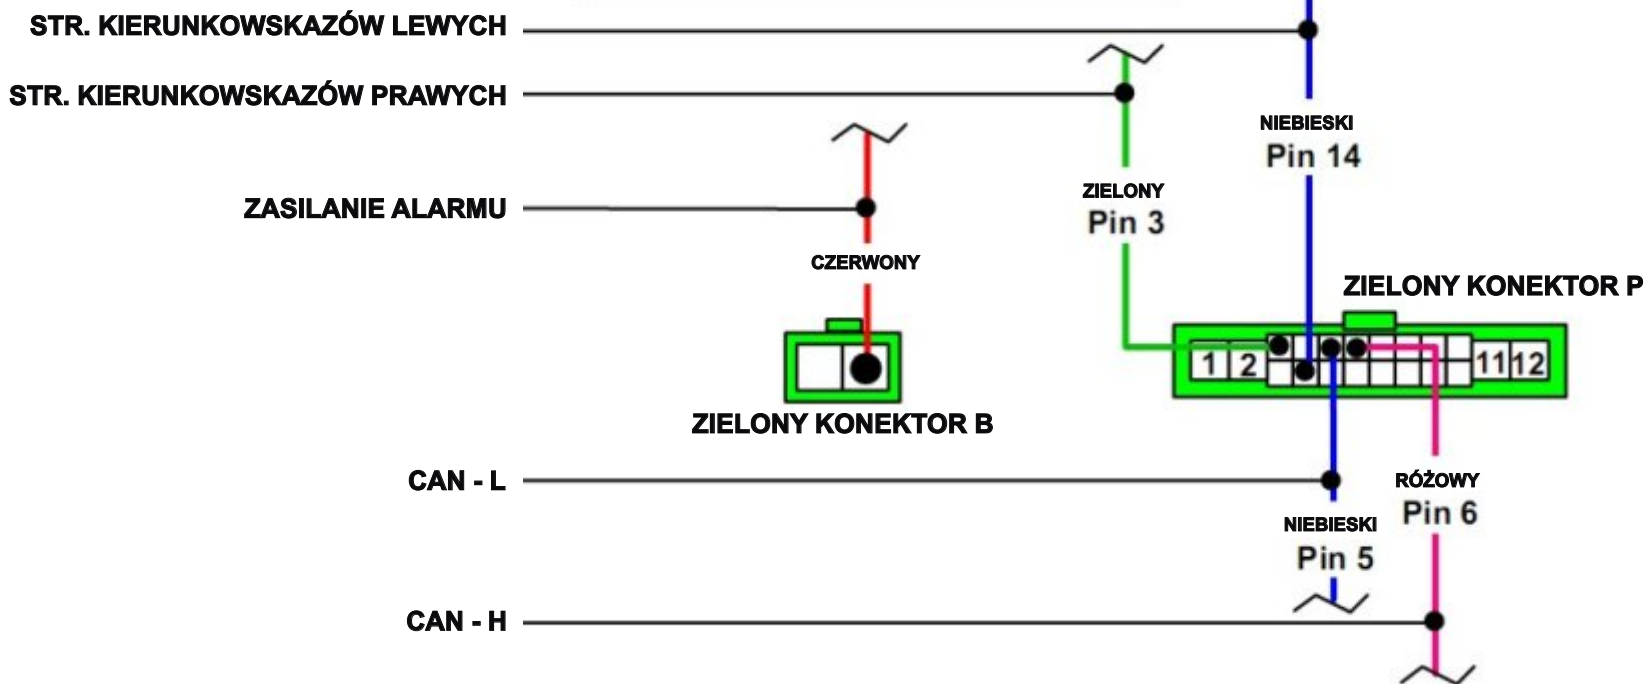 STR. KIERUNKOWSKAZÓW LEWYCH
STR. KIERUNKOWSKAZÓW PRAWYCH
NIEBIESKI
Pin 14
ZIELONY
Pin 3
ZASILANIE ALARMU
CZERWONY
ZIELONY KONEKTOR P
1 2 11 12
ZIELONY KONEKTOR B
CAN - L
RÓŻOWY
Pin 6
NIEBIESKI
Pin 5
CAN - H